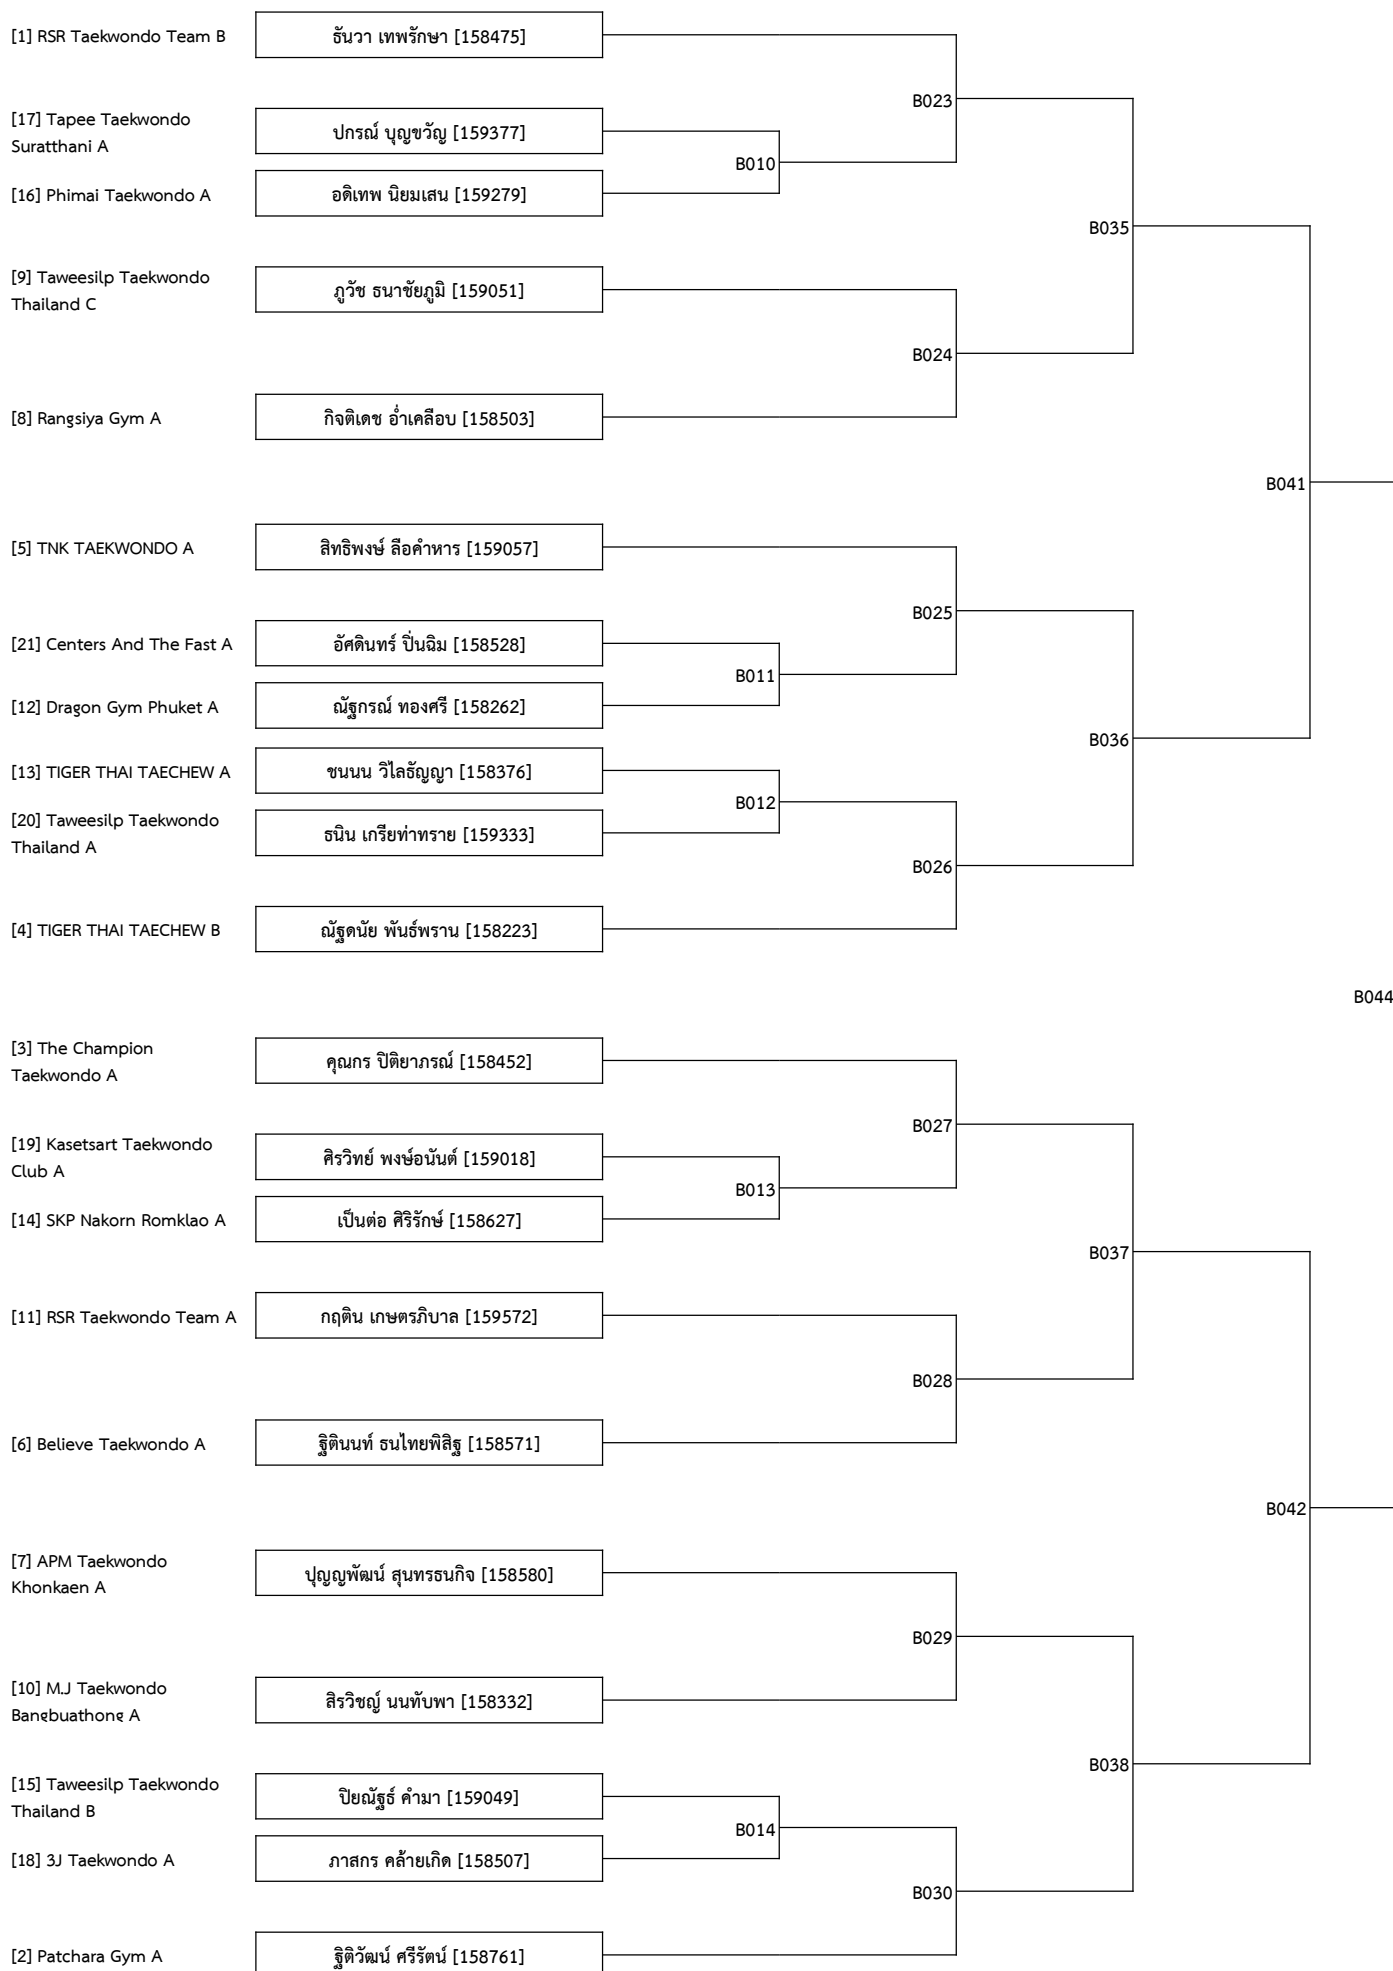 [1] RSR Taekwondo Team B
ธันวา เทพรักษา [158475]
B023
[17] Tapee Taekwondo
Suratthani A
ปกรณ์ บุญขวัญ [159377]
B010
[16] Phimai Taekwondo A
อดิเทพ นิยมเสน [159279]
B035
[9] Taweesilp Taekwondo
Thailand C
ภูวัช ธนาชัยภูมิ [159051]
B024
[8] Rangsiya Gym A
กิจติเดช อ่ำเคลือบ [158503]
B041
[5] TNK TAEKWONDO A
สิทธิพงษ์ ลือคำหาร [159057]
B025
[21] Centers And The Fast A
อัศดินทร์ ปิ่นฉิม [158528]
B011
[12] Dragon Gym Phuket A
ณัฐกรณ์ ทองศรี [158262]
B036
[13] TIGER THAI TAECHEW A
ชนนน วิไลธัญญา [158376]
B012
[20] Taweesilp Taekwondo
Thailand A
ธนิน เกรียท่าทราย [159333]
B026
[4] TIGER THAI TAECHEW B
ณัฐดนัย พันธ์พราน [158223]
B044
[3] The Champion
Taekwondo A
คุณกร ปิติยาภรณ์ [158452]
B027
[19] Kasetsart Taekwondo
Club A
ศิรวิทย์ พงษ์อนันต์ [159018]
B013
[14] SKP Nakorn Romklao A
เป็นต่อ ศิริรักษ์ [158627]
B037
[11] RSR Taekwondo Team A
กฤติน เกษตรภิบาล [159572]
B028
[6] Believe Taekwondo A
ฐิตินนท์ ธนไทยพิสิฐ [158571]
B042
[7] APM Taekwondo
Khonkaen A
ปุญญพัฒน์ สุนทรธนกิจ [158580]
B029
[10] M.J Taekwondo
Bangbuathong A
สิรวิชญ์ นนทับพา [158332]
B038
[15] Taweesilp Taekwondo
Thailand B
ปิยณัฐธ์ คำมา [159049]
B014
[18] 3J Taekwondo A
ภาสกร คล้ายเกิด [158507]
B030
[2] Patchara Gym A
ฐิติวัฒน์ ศรีรัตน์ [158761]